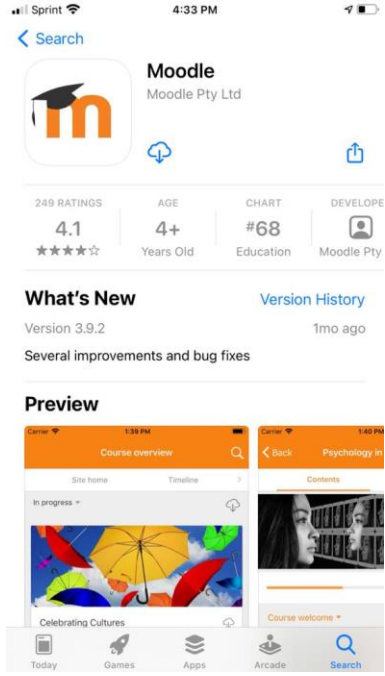 Sprint 4:33 PM
Search
Moodle
Moodle Pty Ltd
249 RATINGS AGE CHART DEVELOPE
4.1 4+ #68
Years Old Education Moodle Pty
What's New Version History
Version 3.9.2 1mo ago
Several improvements and bug fixes
Preview
Carrier 1:39 PM Carrier 1:40 PM
Course overview Back Psychology in
Site home Timeline Contents
In progress
Celebrating Cultures Course welcome
Today Games Apps Arcade Search